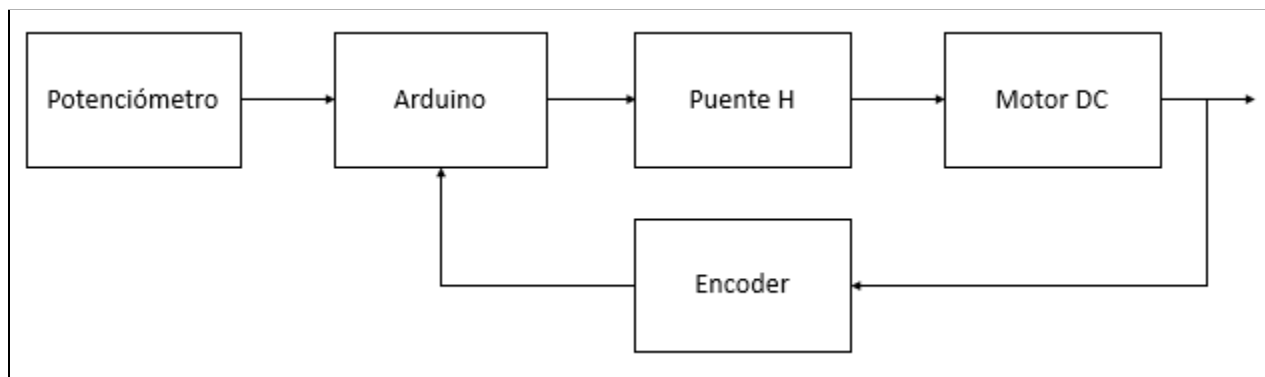 Potenciómetro
Arduino
Puente H
Motor DC
Encoder